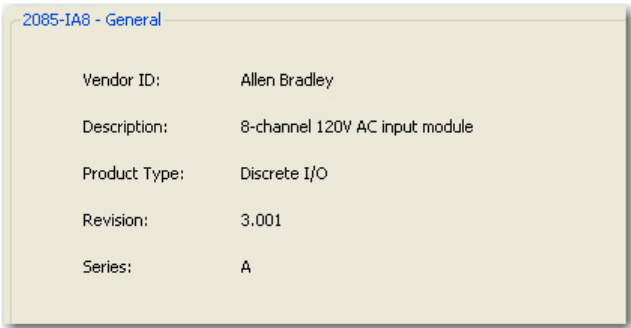 2085-IA8 - General
Vendor ID: Allen Bradley
Description: 8-channel 120V AC input module
Product Type: Discrete I/O
Revision: 3.001
Series: A